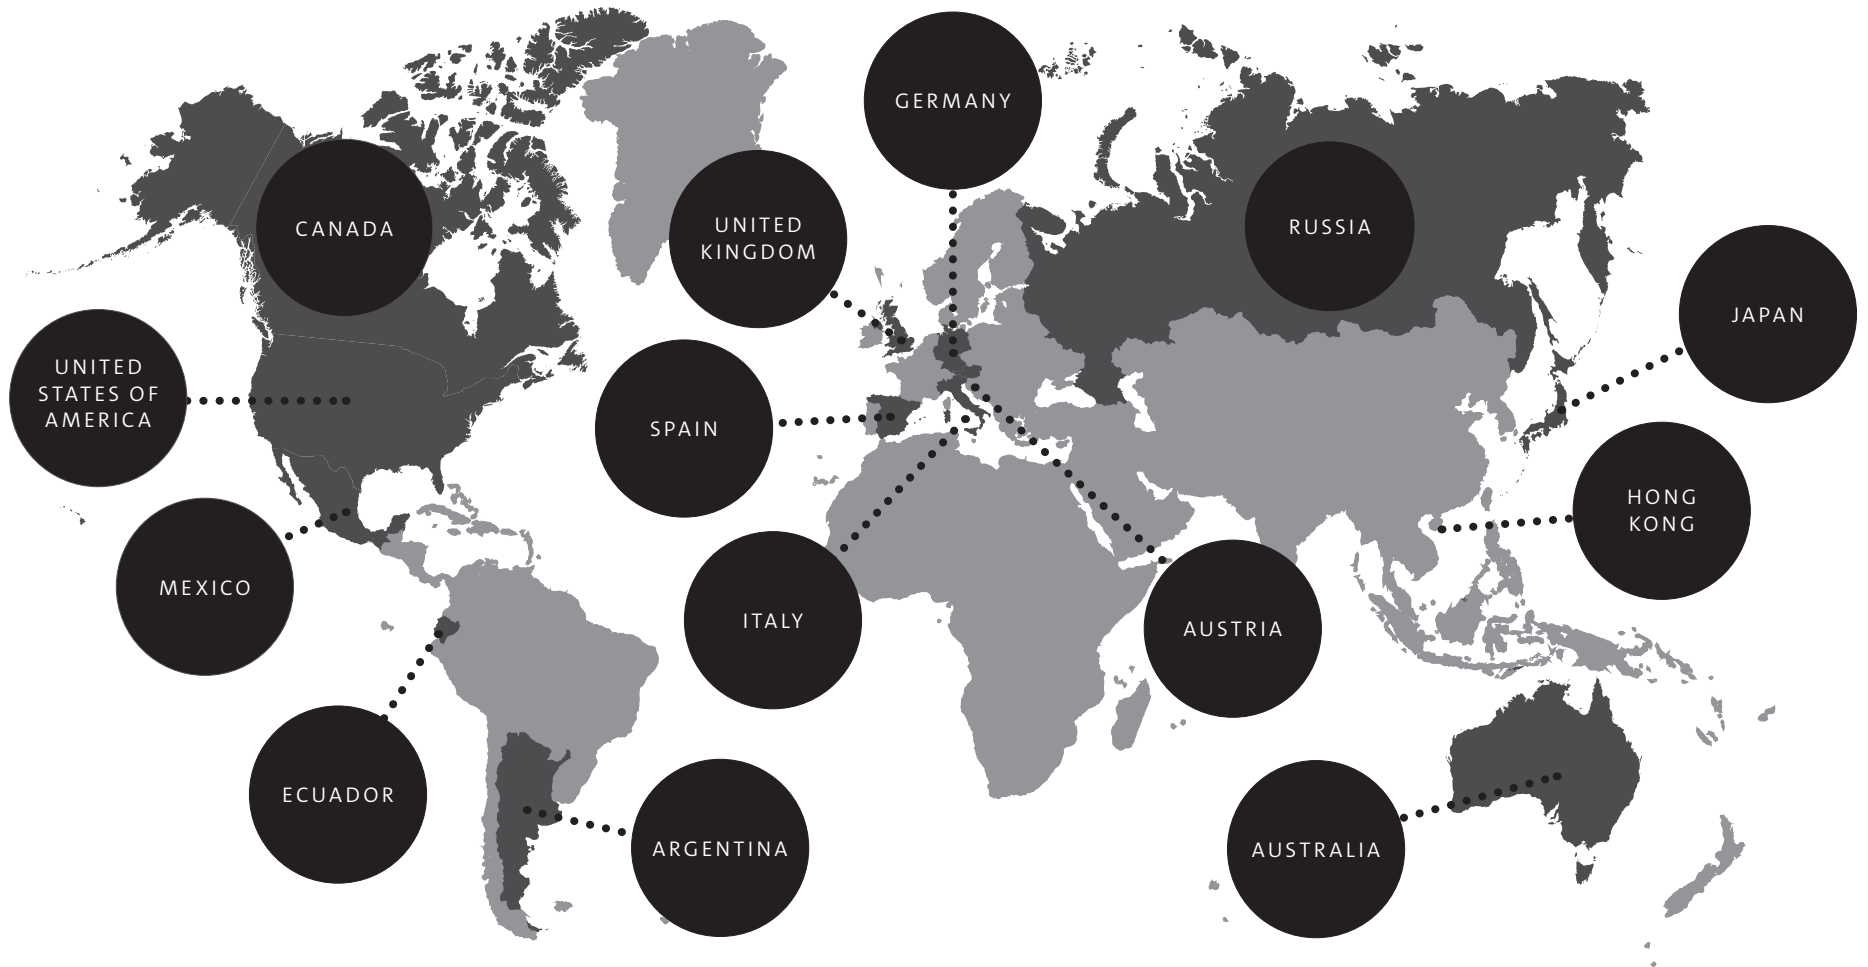 GERMANY
CANADA
UNITED
KINGDOM
RUSSIA
JAPAN
UNITED
STATES OF
AMERICA
SPAIN
HONG
KONG
MEXICO
ITALY
AUSTRIA
ECUADOR
ARGENTINA
AUSTRALIA